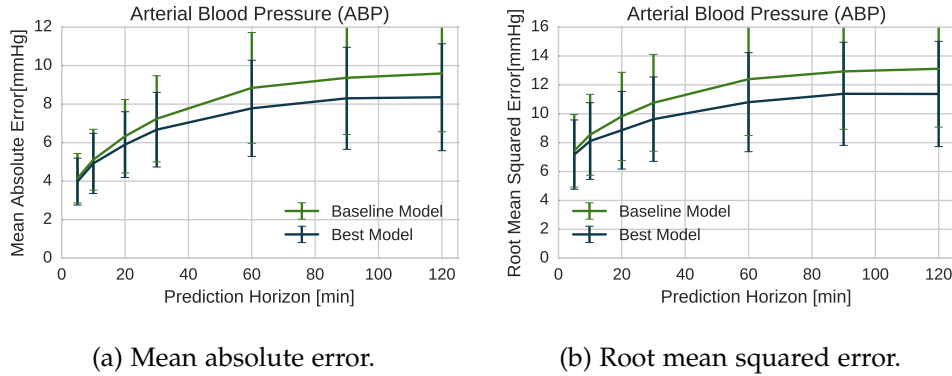 Arterial Blood Pressure (ABP)
Mean Absolute Error[mmHg]
12
10
8
6
4
2
0
0 20 40 60 80 100 120
Prediction Horizon [min]
Baseline Model
Best Model
(a) Mean absolute error.
Arterial Blood Pressure (ABP)
Root Mean Squared Error[mmHg]
16
14
12
10
8
6
4
2
0
0 20 40 60 80 100 120
Prediction Horizon [min]
Baseline Model
Best Model
(b) Root mean squared error.